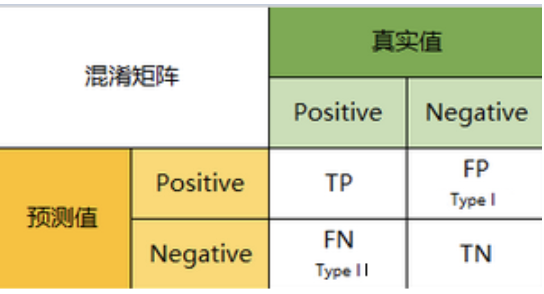 混淆矩阵
真实值
Positive Negative
预测值
Positive TP FP
Type I
Negative FN TN
Type II